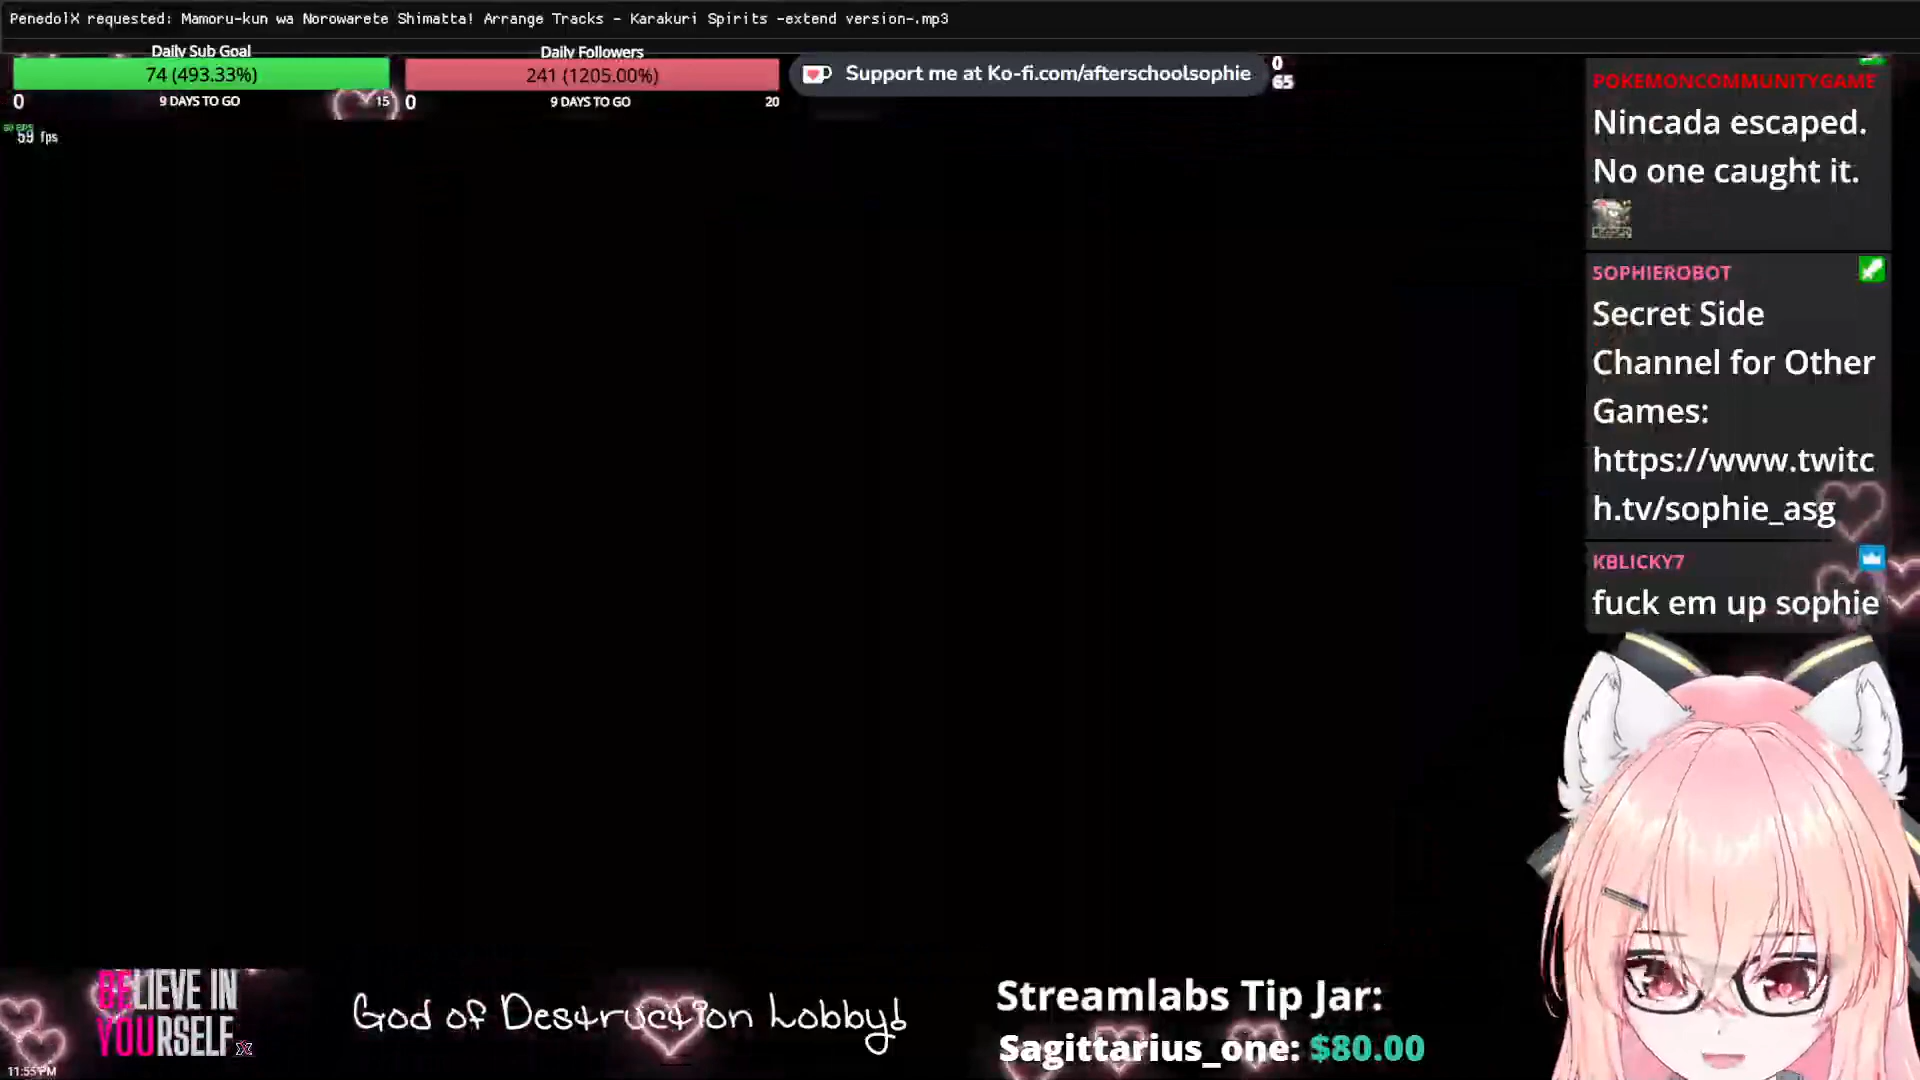 PenedolX requested: Mamoru-kun wa Norowarete Shimatta! Arrange Tracks - Karakuri Spirits -extend version-.mp3
Daily Sub Goal
74 (493.33%)
0
9 DAYS TO GO
15
Daily Followers
241 (1205.00%)
0
9 DAYS TO GO
20
Support me at Ko-fi.com/afterschoolsophie
0
65
59 fps
POKEMONCOMMUNITYGAME
Nincada escaped.
No one caught it.
SOPHIEROBOT
Secret Side
Channel for Other
Games:
https://www.twitc
h.tv/sophie_asg
KBLICKY7
fuck em up sophie
BELIEVE IN
YOURSELF
God of Destruction Lobby!
Streamlabs Tip Jar:
Sagittarius_one: $80.00
11:55 PM